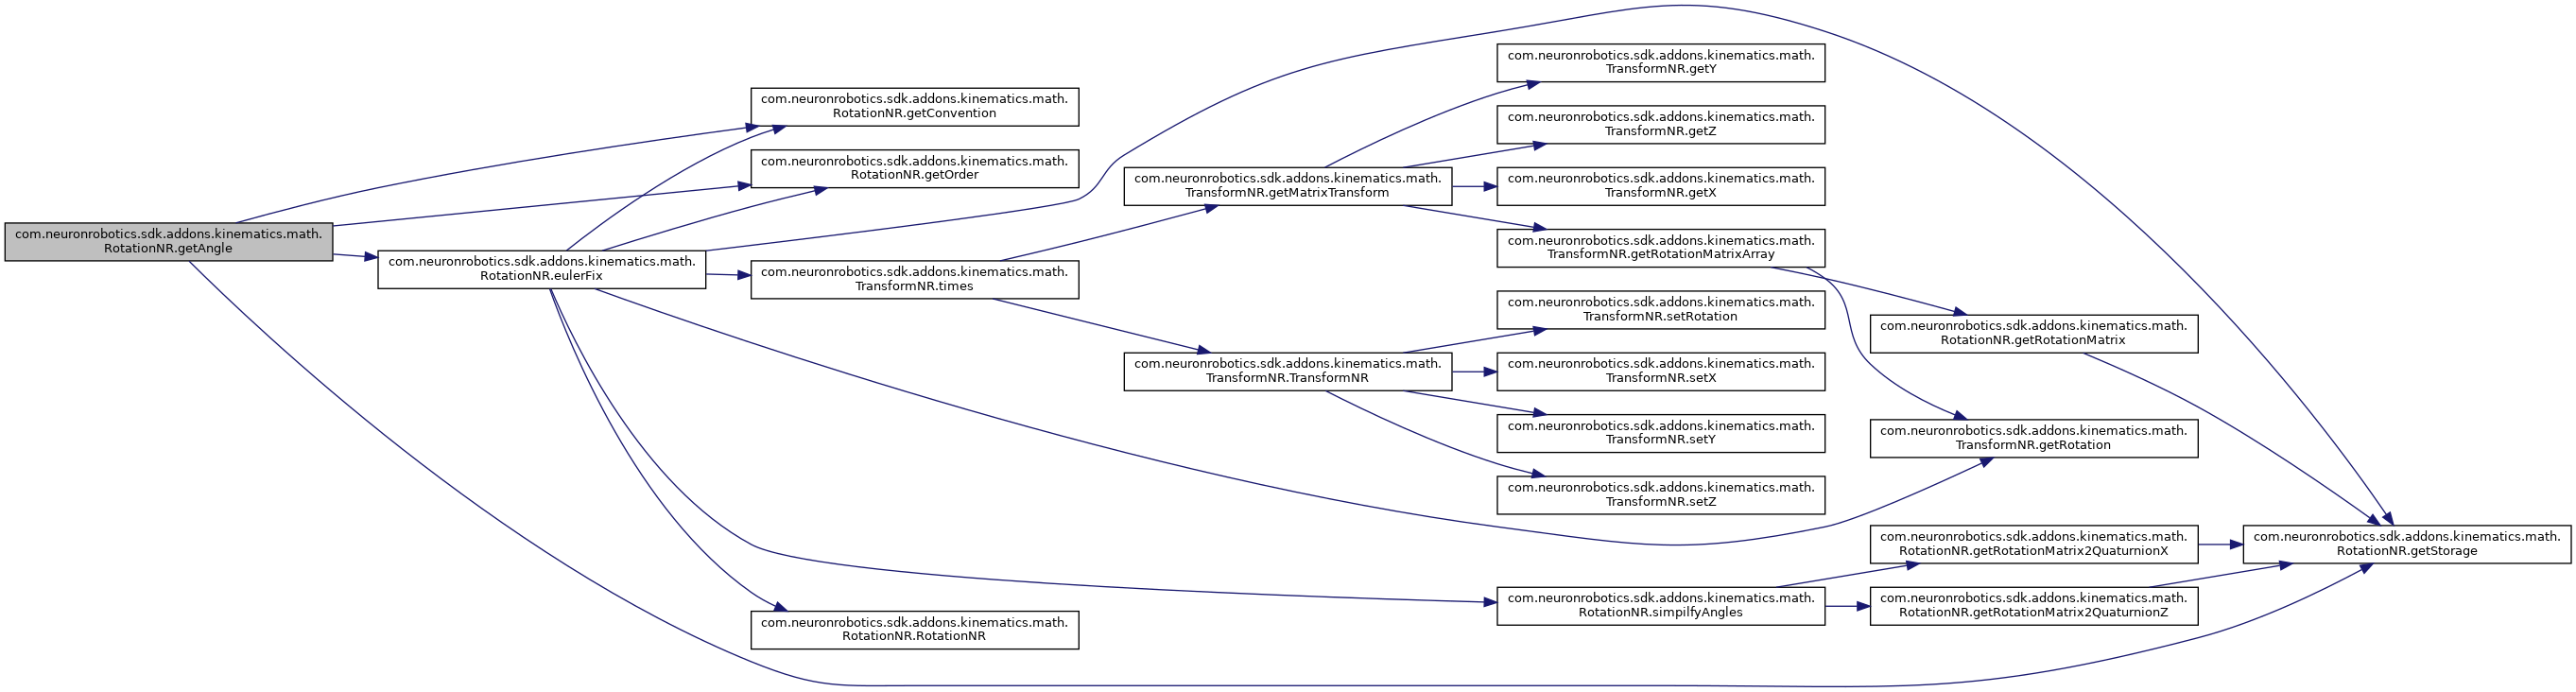 com.neuronrobotics.sdk.addons.kinematics.math.
RotationNR.getAngle
com.neuronrobotics.sdk.addons.kinematics.math.
RotationNR.eulerFix
com.neuronrobotics.sdk.addons.kinematics.math.
RotationNR.getConvention
com.neuronrobotics.sdk.addons.kinematics.math.
RotationNR.getOrder
com.neuronrobotics.sdk.addons.kinematics.math.
TransformNR.times
com.neuronrobotics.sdk.addons.kinematics.math.
RotationNR.RotationNR
com.neuronrobotics.sdk.addons.kinematics.math.
TransformNR.getMatrixTransform
com.neuronrobotics.sdk.addons.kinematics.math.
TransformNR.TransformNR
com.neuronrobotics.sdk.addons.kinematics.math.
TransformNR.getY
com.neuronrobotics.sdk.addons.kinematics.math.
TransformNR.getZ
com.neuronrobotics.sdk.addons.kinematics.math.
TransformNR.getX
com.neuronrobotics.sdk.addons.kinematics.math.
TransformNR.getRotationMatrixArray
com.neuronrobotics.sdk.addons.kinematics.math.
TransformNR.setRotation
com.neuronrobotics.sdk.addons.kinematics.math.
TransformNR.setX
com.neuronrobotics.sdk.addons.kinematics.math.
TransformNR.setY
com.neuronrobotics.sdk.addons.kinematics.math.
TransformNR.setZ
com.neuronrobotics.sdk.addons.kinematics.math.
RotationNR.simpilfyAngles
com.neuronrobotics.sdk.addons.kinematics.math.
RotationNR.getRotationMatrix
com.neuronrobotics.sdk.addons.kinematics.math.
TransformNR.getRotation
com.neuronrobotics.sdk.addons.kinematics.math.
RotationNR.getRotationMatrix2QuaturnionX
com.neuronrobotics.sdk.addons.kinematics.math.
RotationNR.getRotationMatrix2QuaturnionZ
com.neuronrobotics.sdk.addons.kinematics.math.
RotationNR.getStorage